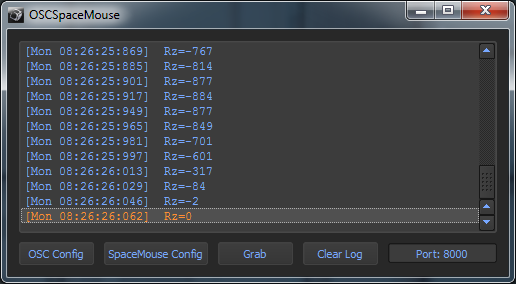 OSCSpaceMouse
[Mon 08:26:25:869]  Rz=-767
[Mon 08:26:25:885]  Rz=-814
[Mon 08:26:25:901]  Rz=-877
[Mon 08:26:25:917]  Rz=-884
[Mon 08:26:25:949]  Rz=-877
[Mon 08:26:25:965]  Rz=-849
[Mon 08:26:25:981]  Rz=-701
[Mon 08:26:25:997]  Rz=-601
[Mon 08:26:26:013]  Rz=-317
[Mon 08:26:26:029]  Rz=-84
[Mon 08:26:26:046]  Rz=-2
[Mon 08:26:26:062]  Rz=0
OSC Config SpaceMouse Config Grab Clear Log Port: 8000